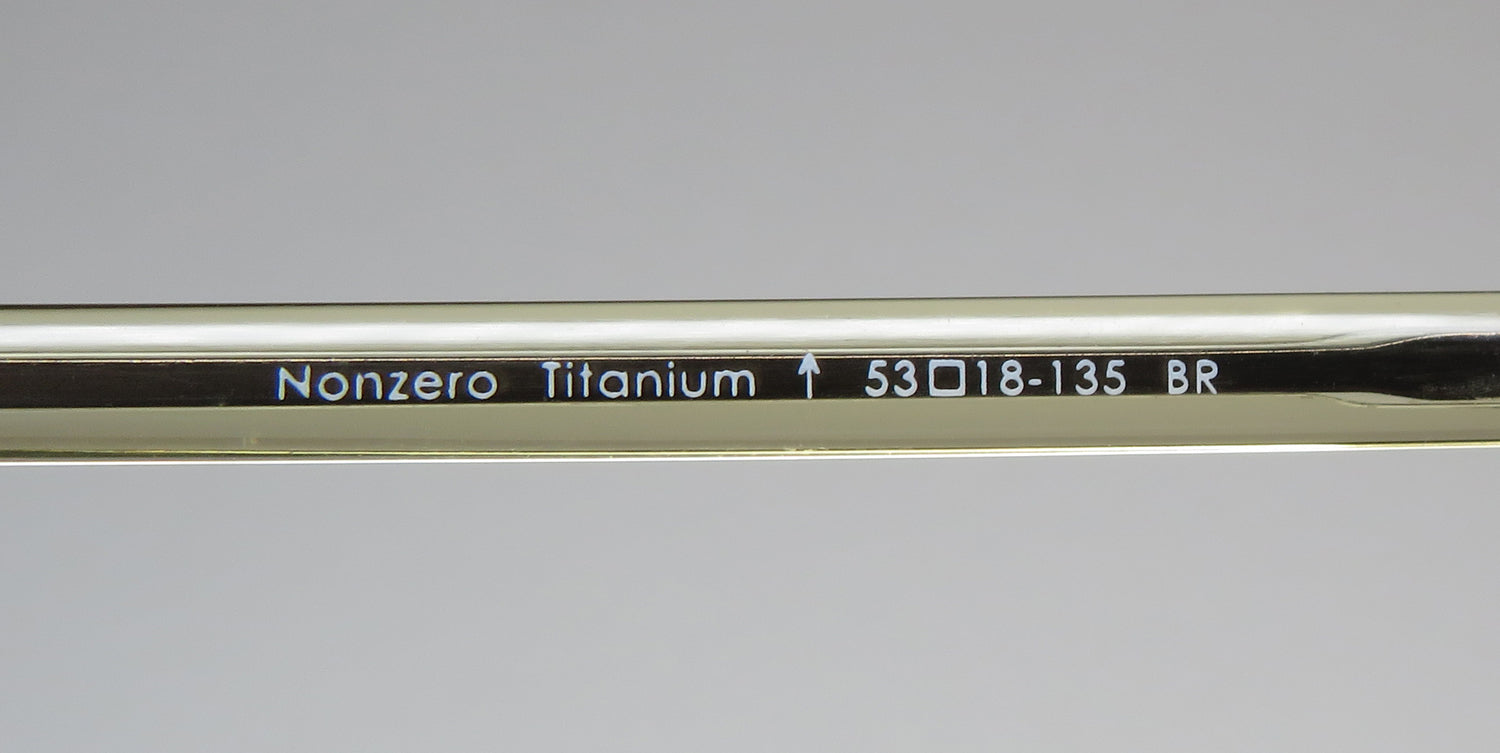 Nonzero Titanium ↑ 53□18-135 BR